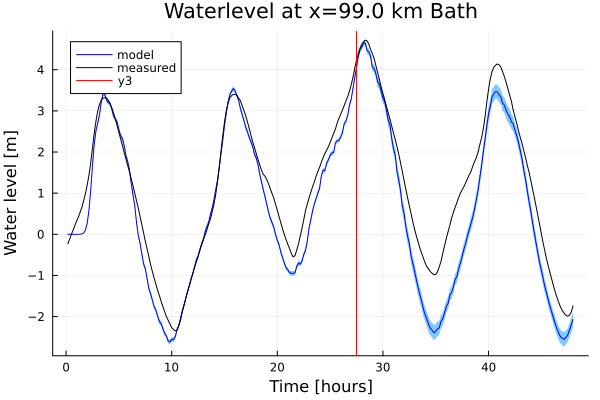 Waterlevel at x=99.0 km Bath
model
measured
y3
Water level [m]
4
3
2
1
0
−1
−2
0 10 20 30 40
Time [hours]